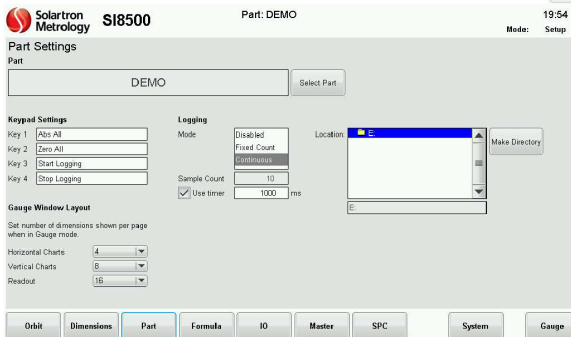 Solartron Metrology SI8500
Part: DEMO
19:54
Mode: Setup
Part Settings
Part
DEMO
Select Part
Keypad Settings
Key 1 Abs All
Key 2 Zero All
Key 3 Start Logging
Key 4 Stop Logging
Logging
Mode Disabled
Fixed Count
Continuous
Sample Count 10
Use timer 1000 ms
Location: E:
Make Directory
E:
Gauge Window Layout
Set number of dimensions shown per page
when in Gauge mode.
Horizontal Charts 4
Vertical Charts 8
Readout 16
Orbit Dimensions Part Formula IO Master SPC System Gauge